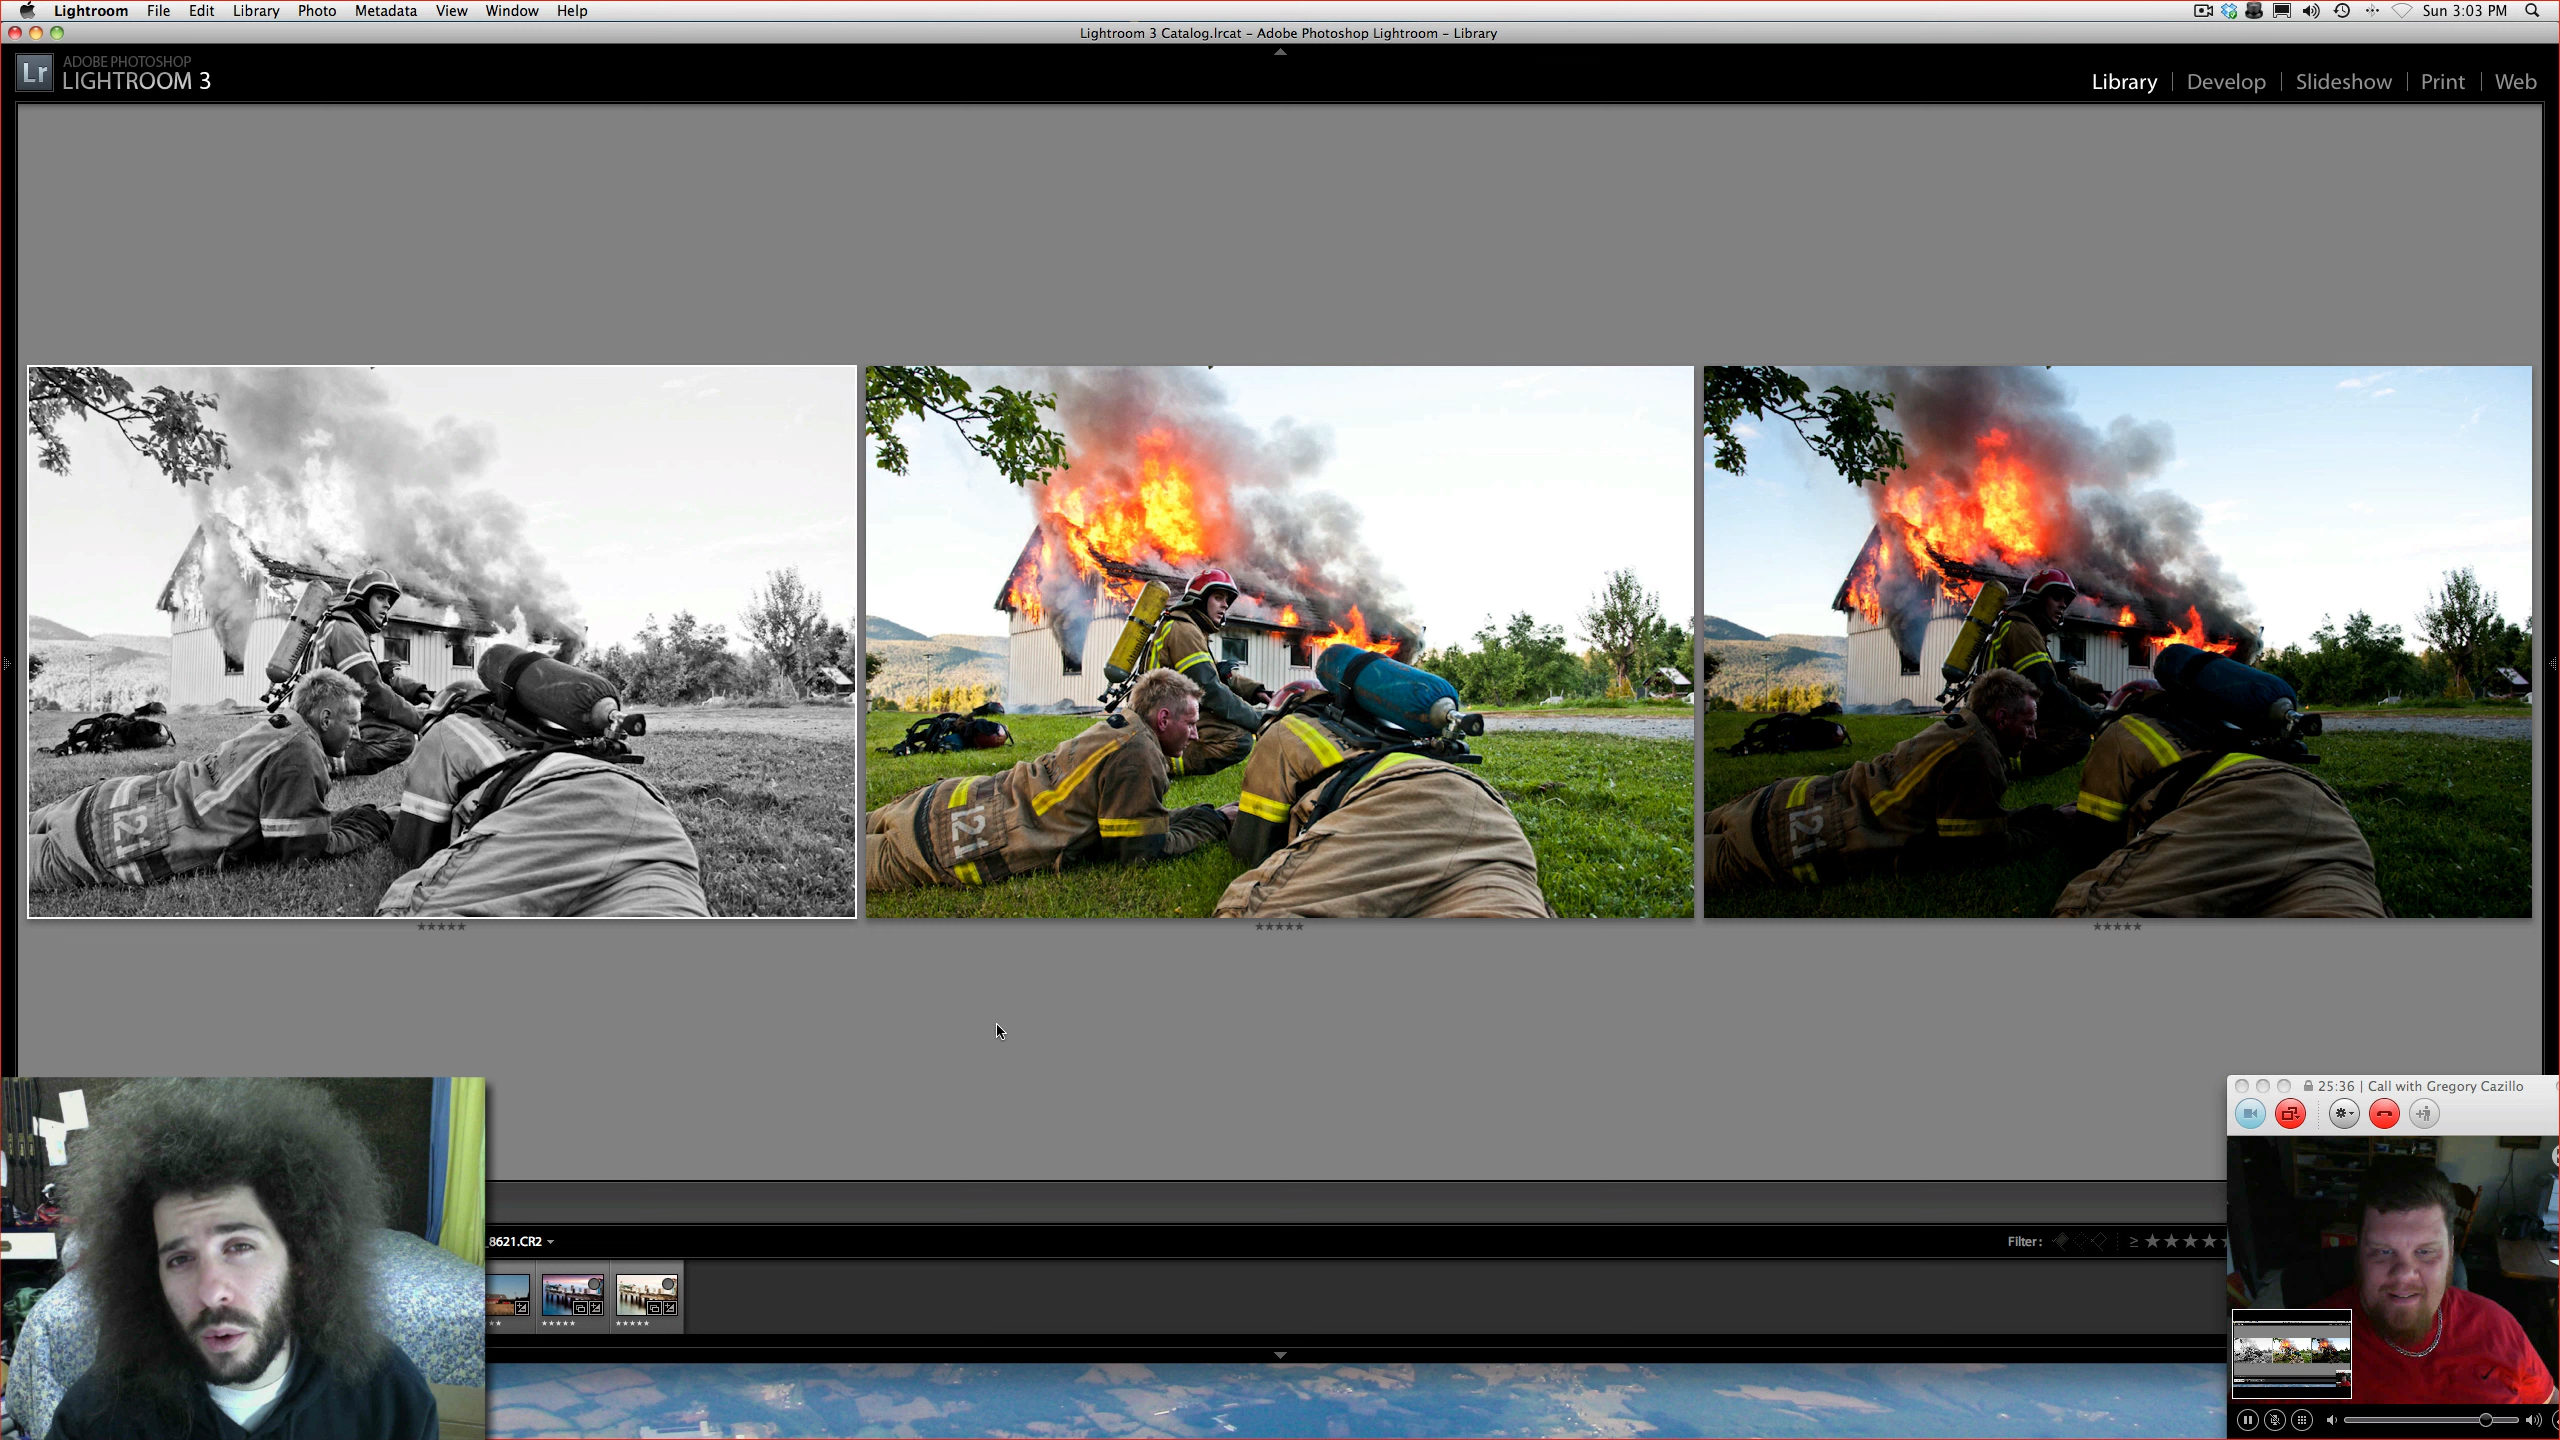 Lightroom File Edit Library Photo Metadata View Window Help Sun 3:03 PM
Lightroom 3 Catalog.lrcat – Adobe Photoshop Lightroom – Library
Lr ADOBE PHOTOSHOP
LIGHTROOM 3
Library | Develop | Slideshow | Print | Web
121
121
121
25:36 | Call with Gregory Cazillo
_8621.CR2
Filter: